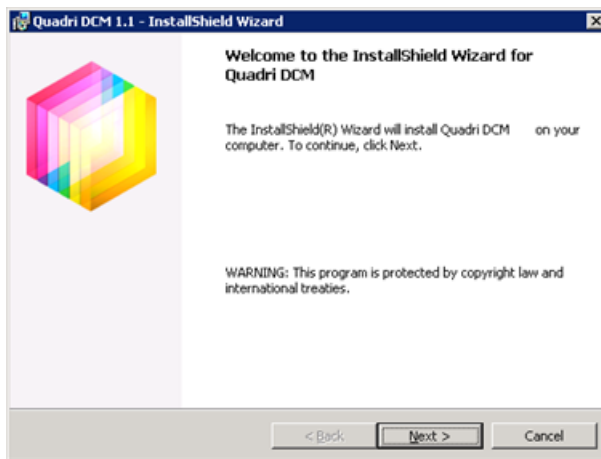 Quadri DCM 1.1 - InstallShield Wizard
Welcome to the InstallShield Wizard for
Quadri DCM
The InstallShield(R) Wizard will install Quadri DCM on your
computer. To continue, click Next.
WARNING: This program is protected by copyright law and
international treaties.
< Back Next > Cancel